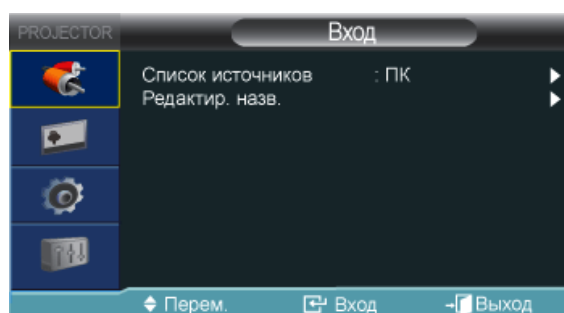 PROJECTOR
Вход
Список источников : ПК
Редактир. назв.
Перем. Вход Выход